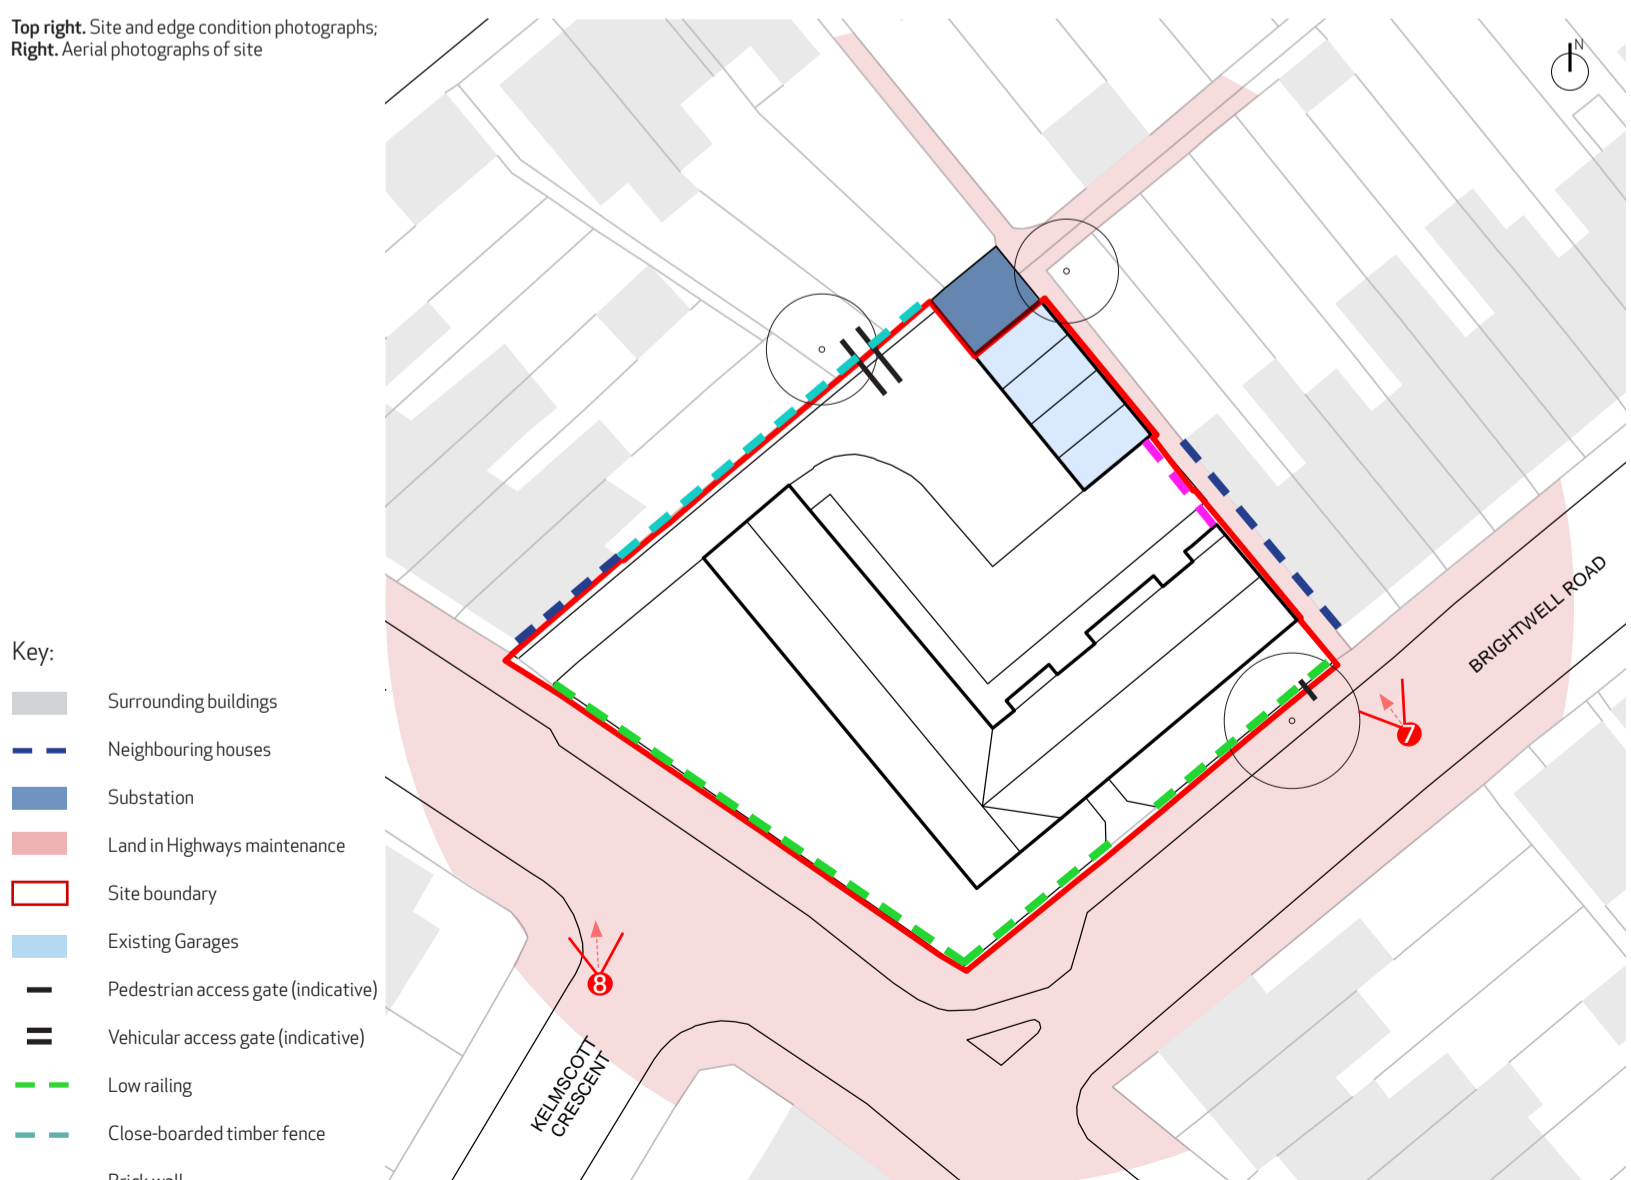 Top right. Site and edge condition photographs;
Right. Aerial photographs of site
N
BRIGHTWELL ROAD
7
8
KELMSCOTT
CRESCENT
Key:
Surrounding buildings
Neighbouring houses
Substation
Land in Highways maintenance
Site boundary
Existing Garages
Pedestrian access gate (indicative)
Vehicular access gate (indicative)
Low railing
Close-boarded timber fence
Brick wall